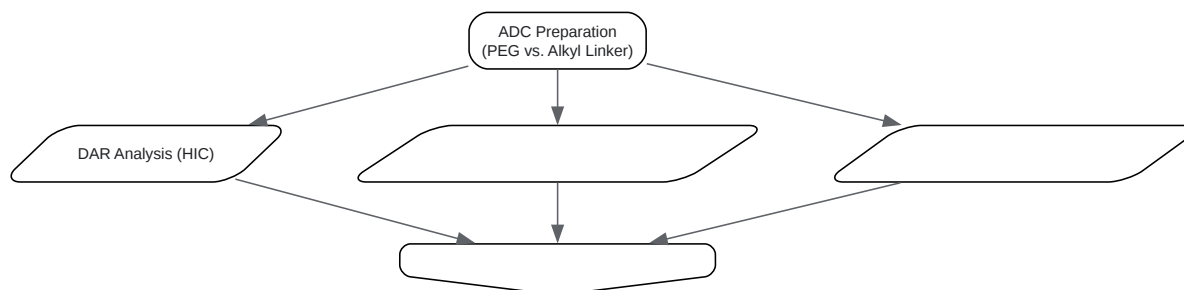 ADC Preparation
(PEG vs. Alkyl Linker)
DAR Analysis (HIC)